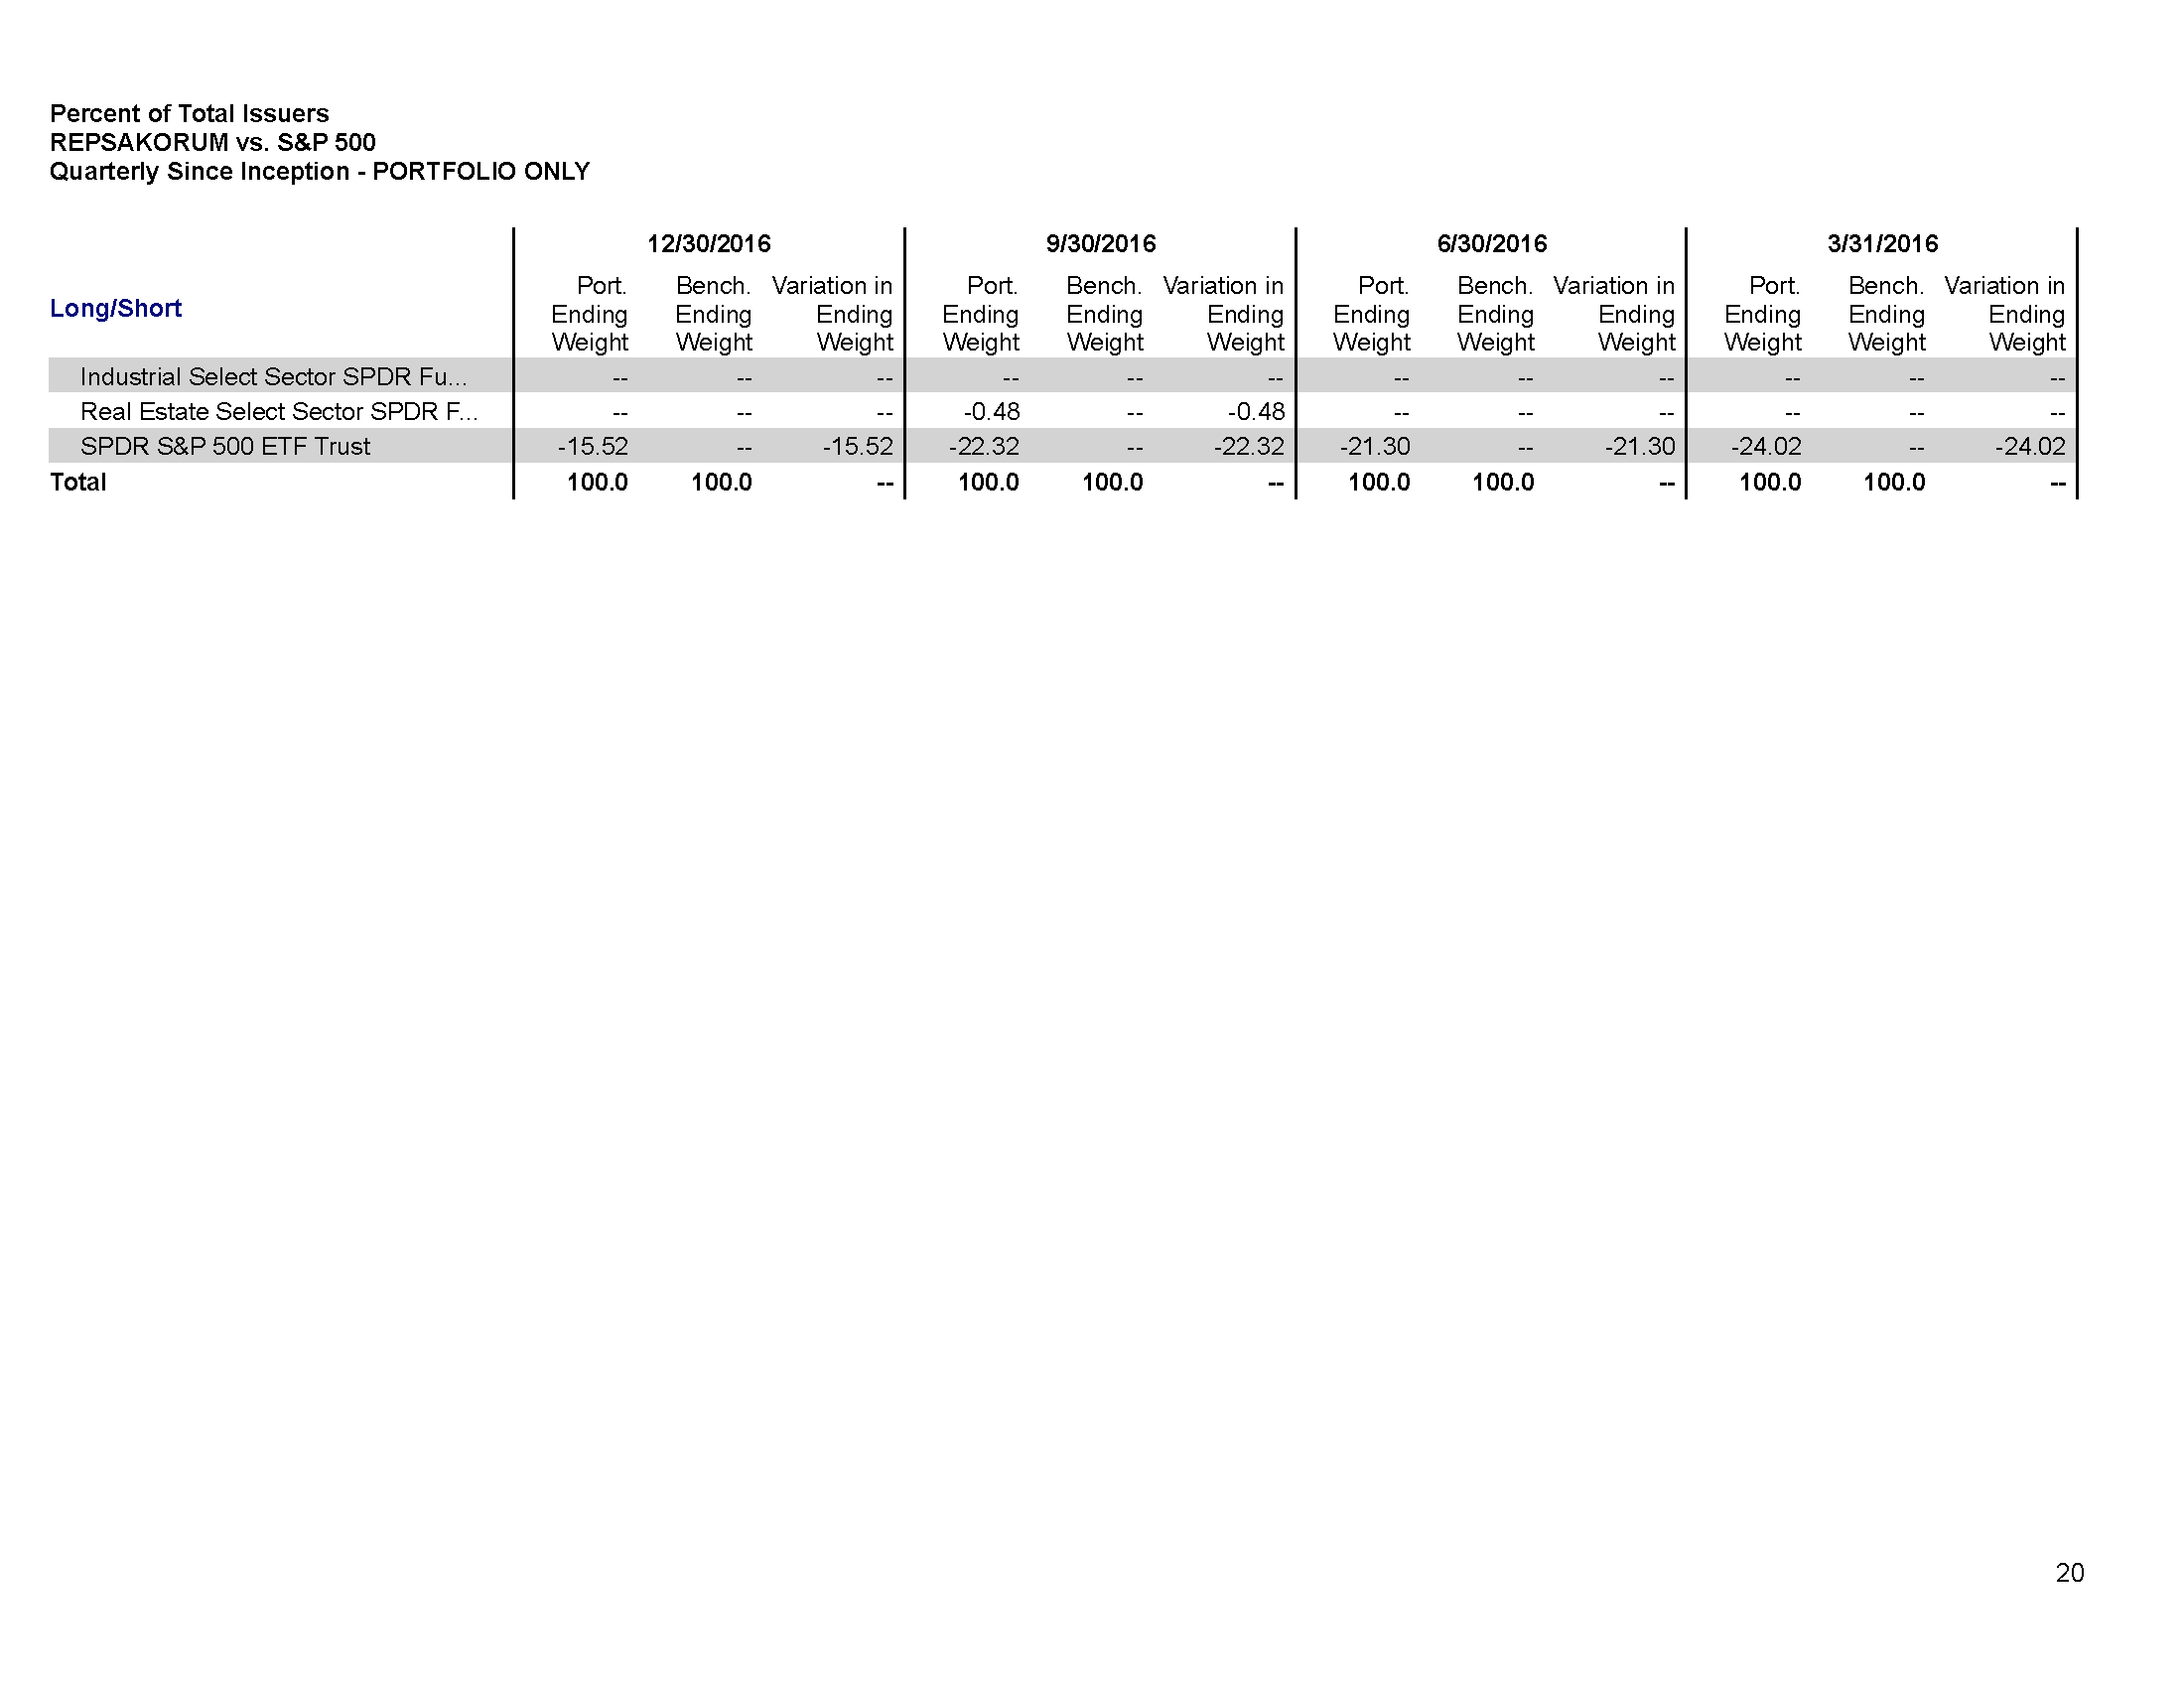 Percent of Total Issuers
REPSAKORUM vs. S&P 500
Quarterly Since Inception - PORTFOLIO ONLY
12/30/2016 9/30/2016 6/30/2016 3/31/2016
Long/Short
Port. Bench. Variation in Port. Bench. Variation in Port. Bench. Variation in Port. Bench. Variation in
Ending Ending Ending Ending Ending Ending Ending Ending Ending Ending Ending Ending
Weight Weight Weight Weight Weight Weight Weight Weight Weight Weight Weight Weight
Industrial Select Sector SPDR Fu... -- -- -- -- -- -- -- -- -- -- -- --
Real Estate Select Sector SPDR F... -- -- -- -0.48 -- -0.48 -- -- -- -- -- --
SPDR S&P 500 ETF Trust -15.52 -- -15.52 -22.32 -- -22.32 -21.30 -- -21.30 -24.02 -- -24.02
Total 100.0 100.0 -- 100.0 100.0 -- 100.0 100.0 -- 100.0 100.0 --
20